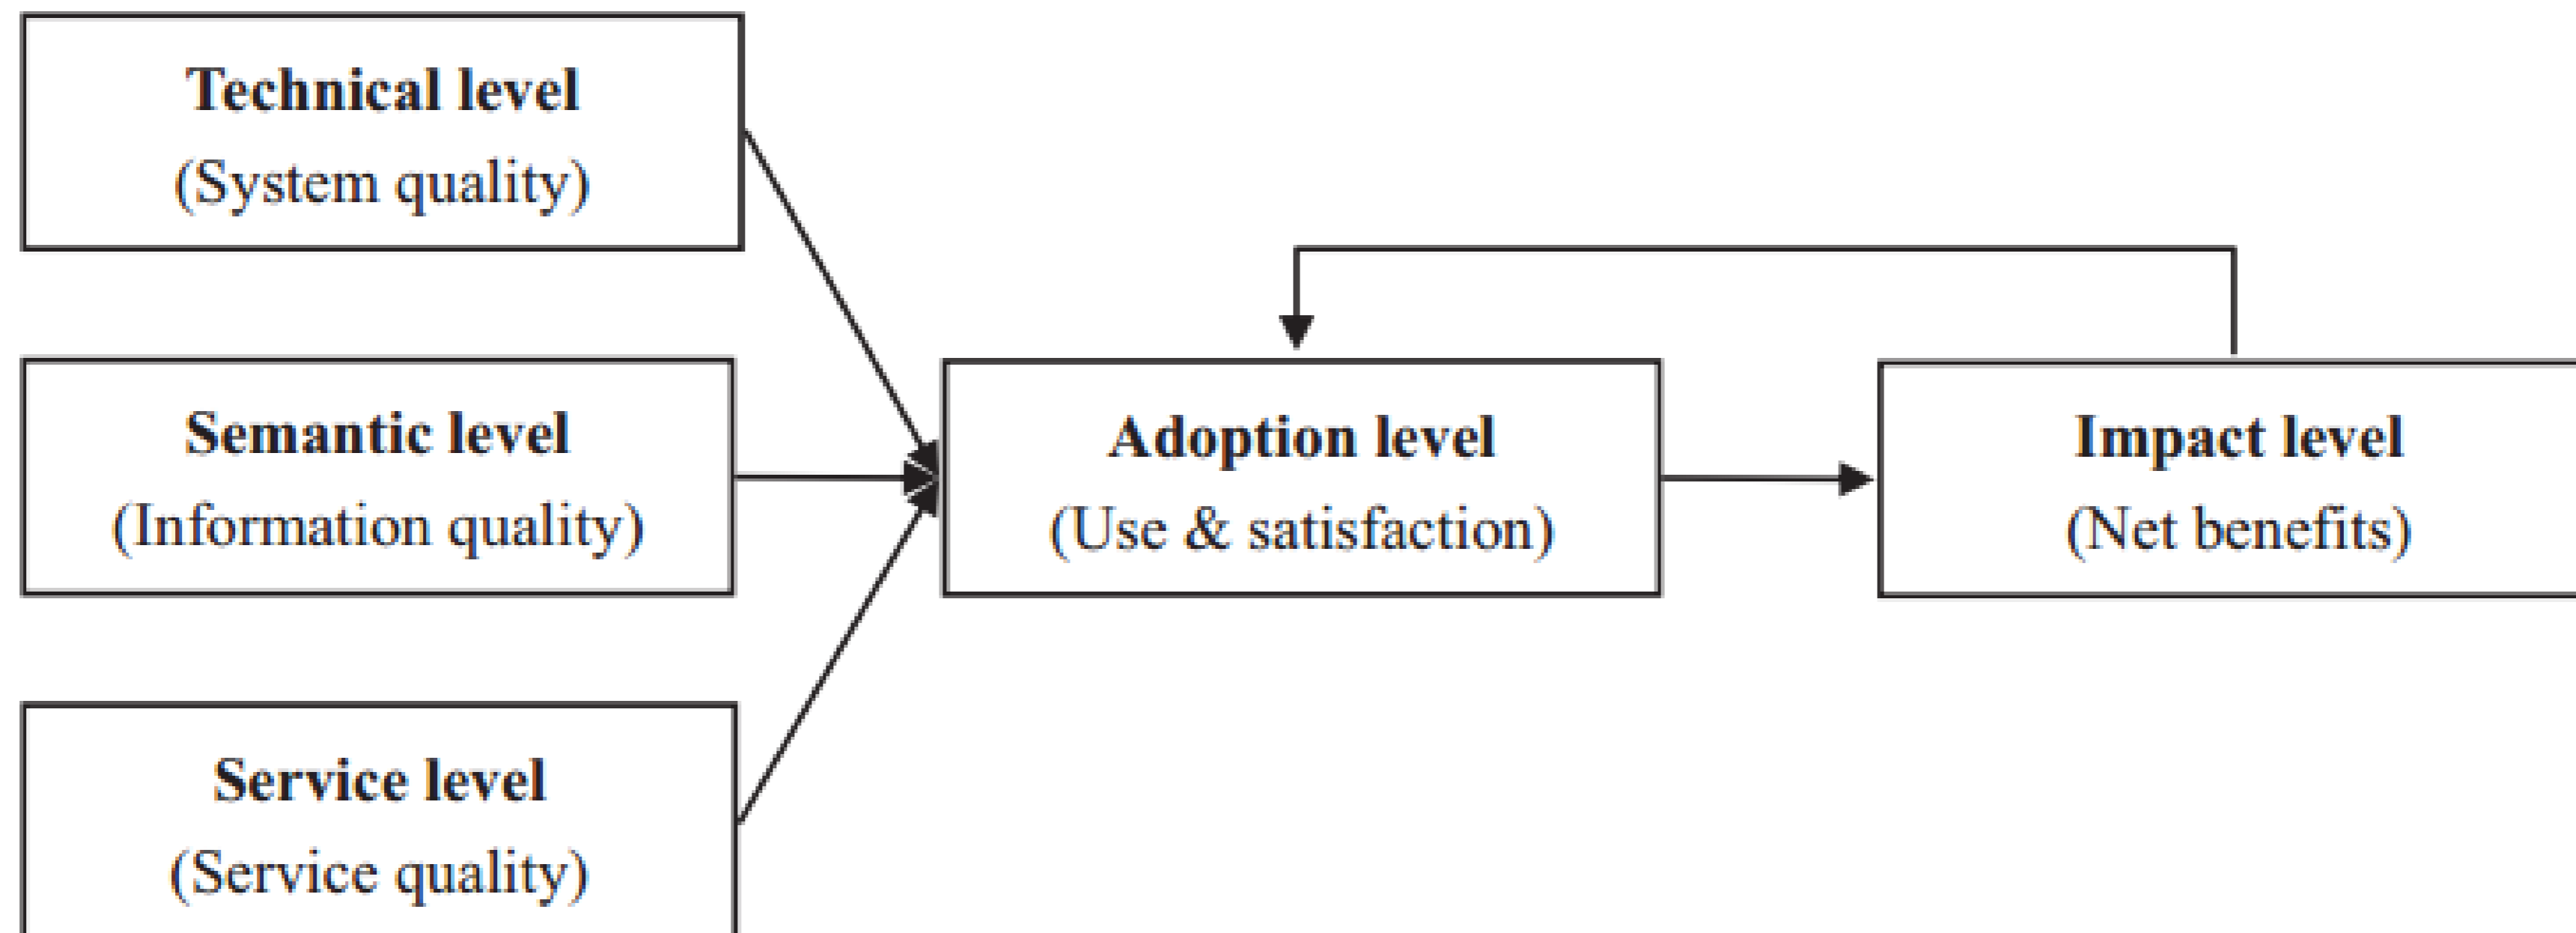 Technical level
(System quality)
Semantic level
(Information quality)
Service level
(Service quality)
Adoption level
(Use & satisfaction)
Impact level
(Net benefits)